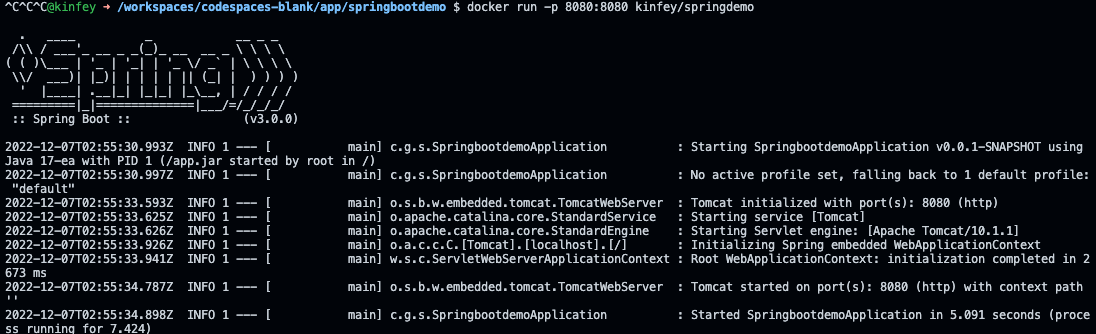 ^C^C^C@kinfey → /workspaces/codespaces-blank/app/springbootdemo $ docker run -p 8080:8080 kinfey/springdemo
  .   ____          _            __ _ _
 /\\ / ___'_ __ _ _(_)_ __  __ _ \ \ \ \
( ( )\___ | '_ | '_| | '_ \/ _` | \ \ \ \
 \\/  ___)| |_)| | | | | || (_| |  ) ) ) )
  '  |____| .__|_| |_|_| |_\__, | / / / /
 =========|_|==============|___/=/_/_/_/
 :: Spring Boot ::                (v3.0.0)
2022-12-07T02:55:30.993Z  INFO 1 --- [           main] c.g.s.SpringbootdemoApplication          : Starting SpringbootdemoApplication v0.0.1-SNAPSHOT using
Java 17-ea with PID 1 (/app.jar started by root in /)
2022-12-07T02:55:30.997Z  INFO 1 --- [           main] c.g.s.SpringbootdemoApplication          : No active profile set, falling back to 1 default profile:
 "default"
2022-12-07T02:55:33.593Z  INFO 1 --- [           main] o.s.b.w.embedded.tomcat.TomcatWebServer  : Tomcat initialized with port(s): 8080 (http)
2022-12-07T02:55:33.625Z  INFO 1 --- [           main] o.apache.catalina.core.StandardService   : Starting service [Tomcat]
2022-12-07T02:55:33.626Z  INFO 1 --- [           main] o.apache.catalina.core.StandardEngine    : Starting Servlet engine: [Apache Tomcat/10.1.1]
2022-12-07T02:55:33.926Z  INFO 1 --- [           main] o.a.c.c.C.[Tomcat].[localhost].[/]       : Initializing Spring embedded WebApplicationContext
2022-12-07T02:55:33.941Z  INFO 1 --- [           main] w.s.c.ServletWebServerApplicationContext : Root WebApplicationContext: initialization completed in 2
673 ms
2022-12-07T02:55:34.787Z  INFO 1 --- [           main] o.s.b.w.embedded.tomcat.TomcatWebServer  : Tomcat started on port(s): 8080 (http) with context path
''
2022-12-07T02:55:34.898Z  INFO 1 --- [           main] c.g.s.SpringbootdemoApplication          : Started SpringbootdemoApplication in 5.091 seconds (proce
ss running for 7.424)